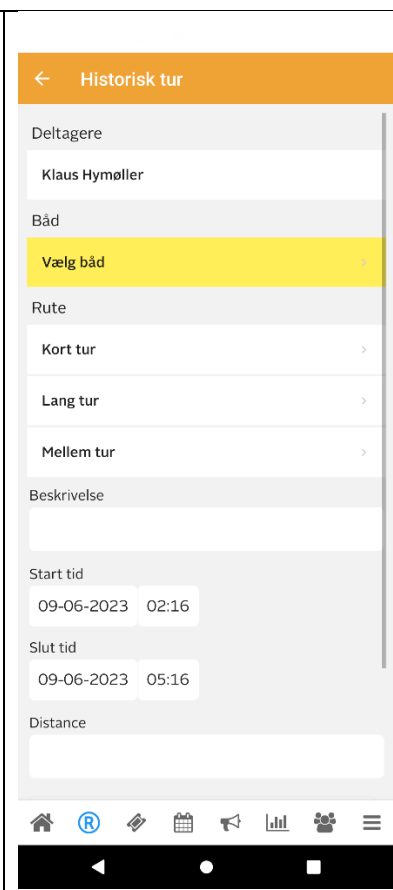 Historisk tur
Deltagere
Klaus Hymøller
Båd
Vælg båd
Rute
Kort tur
Lang tur
Mellem tur
Beskrivelse
Start tid
09-06-2023 02:16
Slut tid
09-06-2023 05:16
Distance
R